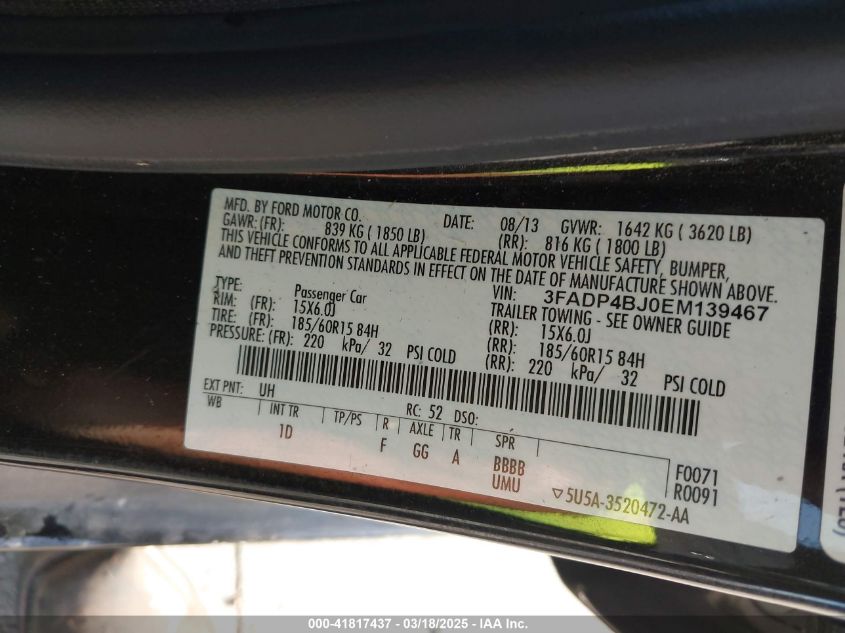 MFD. BY FORD MOTOR CO. DATE: 08/13 GVWR: 1642 KG ( 3620 LB)
GAWR:(FR): 839 KG ( 1850 LB) (RR): 816 KG ( 1800 LB)
THIS VEHICLE CONFORMS TO ALL APPLICABLE FEDERAL MOTOR VEHICLE SAFETY, BUMPER,
AND THEFT PREVENTION STANDARDS IN EFFECT ON THE DATE OF MANUFACTURE SHOWN ABOVE.
VIN: 3FADP4BJ0EM139467
TYPE: Passenger Car TRAILER TOWING - SEE OWNER GUIDE
RIM: (FR): 15X6.0J (RR): 15X6.0J
TIRE: (FR): 185/60R15 84H (RR): 185/60R15 84H
PRESSURE: (FR): 220 kPa/ 32 PSI COLD (RR): 220 kPa/ 32 PSI COLD
EXT PNT: UH RC: 52 DSO:
WB INT TR TP/PS R AXLE TR SPR
1D F GG A BBBB F0071
UMU R0091
▽5U5A-3520472-AA
000-41817437 - 03/18/2025 - IAA Inc.